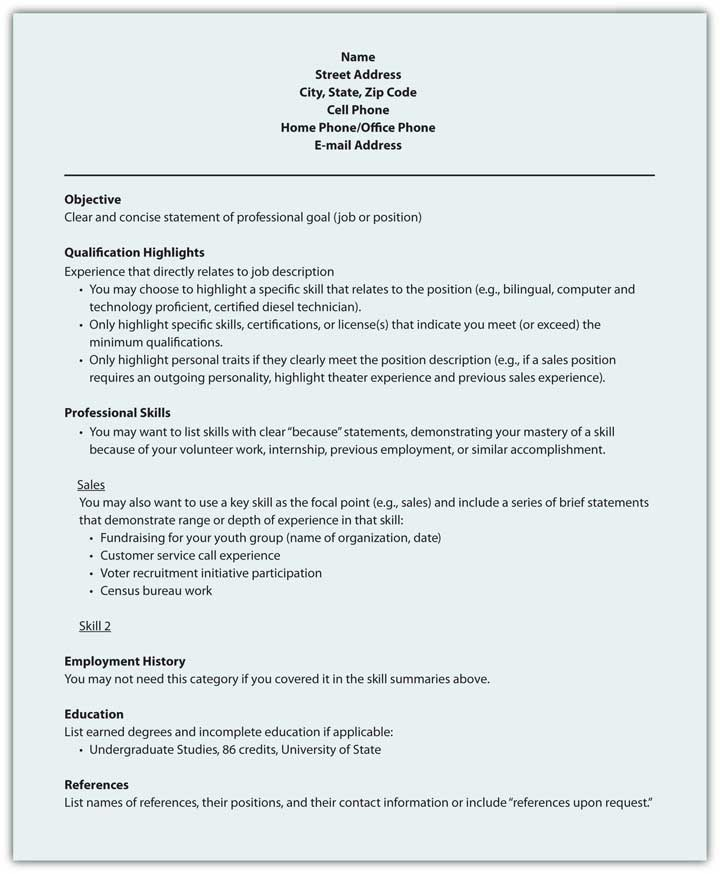 Name
Street Address
City, State, Zip Code
Cell Phone
Home Phone/Office Phone
E-mail Address
Objective
Clear and concise statement of professional goal (job or position)
Qualification Highlights
Experience that directly relates to job description
• You may choose to highlight a specific skill that relates to the position (e.g., bilingual, computer and
technology proficient, certified diesel technician).
• Only highlight specific skills, certifications, or license(s) that indicate you meet (or exceed) the
minimum qualifications.
• Only highlight personal traits if they clearly meet the position description (e.g., if a sales position
requires an outgoing personality, highlight theater experience and previous sales experience).
Professional Skills
• You may want to list skills with clear “because” statements, demonstrating your mastery of a skill
because of your volunteer work, internship, previous employment, or similar accomplishment.
Sales
You may also want to use a key skill as the focal point (e.g., sales) and include a series of brief statements
that demonstrate range or depth of experience in that skill:
• Fundraising for your youth group (name of organization, date)
• Customer service call experience
• Voter recruitment initiative participation
• Census bureau work
Skill 2
Employment History
You may not need this category if you covered it in the skill summaries above.
Education
List earned degrees and incomplete education if applicable:
• Undergraduate Studies, 86 credits, University of State
References
List names of references, their positions, and their contact information or include “references upon request.”